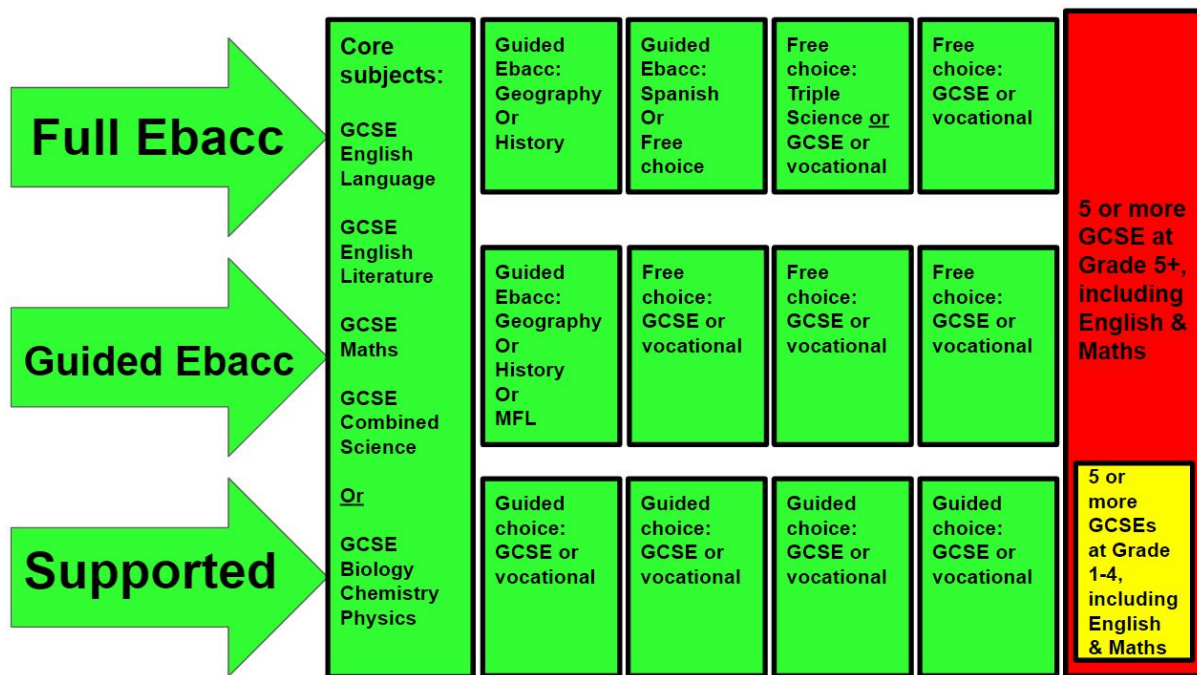 Full Ebacc
Core
subjects:
GCSE
English
Language
GCSE
English
Literature
GCSE
Maths
GCSE
Combined
Science
Or
GCSE
Biology
Chemistry
Physics
Guided
Ebacc:
Geography
Or
History
Guided
Ebacc:
Spanish
Or
Free
choice
Free
choice:
Triple
Science or
GCSE or
vocational
Free
choice:
GCSE or
vocational
5 or more
GCSE at
Grade 5+,
including
English &
Maths
Guided Ebacc
Guided
Ebacc:
Geography
Or
History
Or
MFL
Free
choice:
GCSE or
vocational
Free
choice:
GCSE or
vocational
Free
choice:
GCSE or
vocational
Supported
Guided
choice:
GCSE or
vocational
Guided
choice:
GCSE or
vocational
Guided
choice:
GCSE or
vocational
Guided
choice:
GCSE or
vocational
5 or
more
GCSEs
at Grade
1-4,
including
English
& Maths